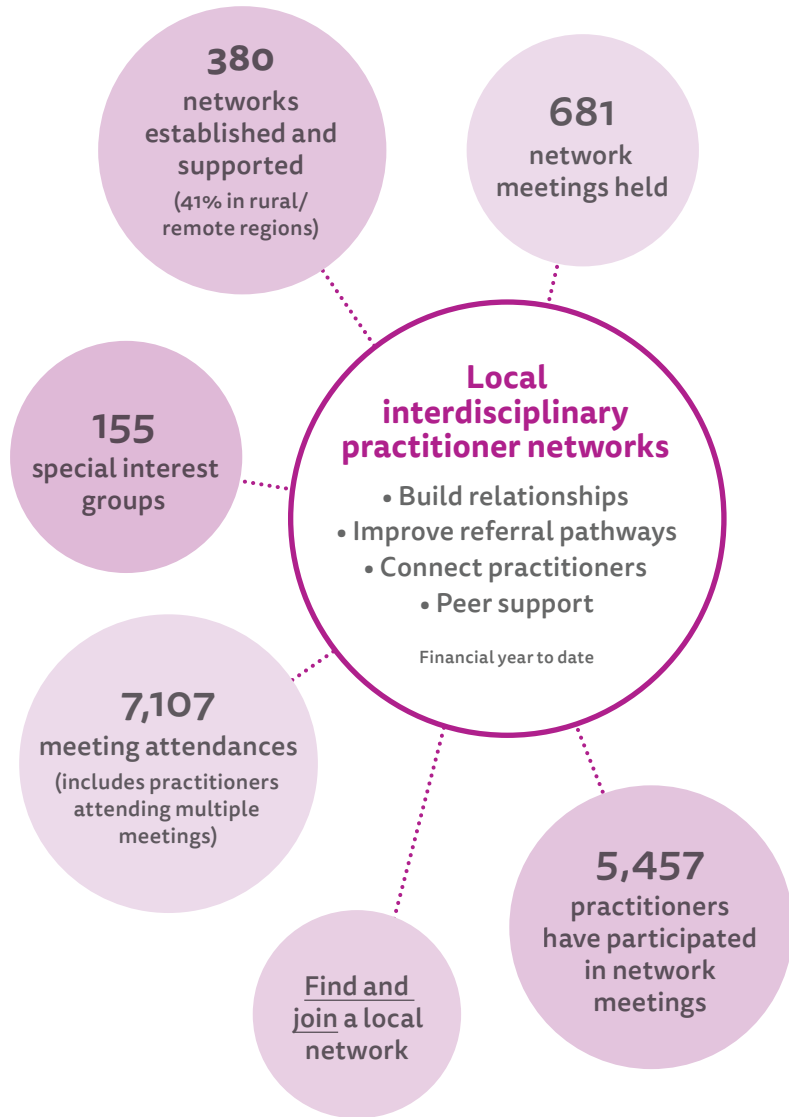 380
networks
established and
supported
(41% in rural/
remote regions)
681
network
meetings held
Local
interdisciplinary
practitioner networks
• Build relationships
• Improve referral pathways
• Connect practitioners
• Peer support
Financial year to date
155
special interest
groups
7,107
meeting attendances
(includes practitioners
attending multiple
meetings)
5,457
practitioners
have participated
in network
meetings
Find and
join a local
network